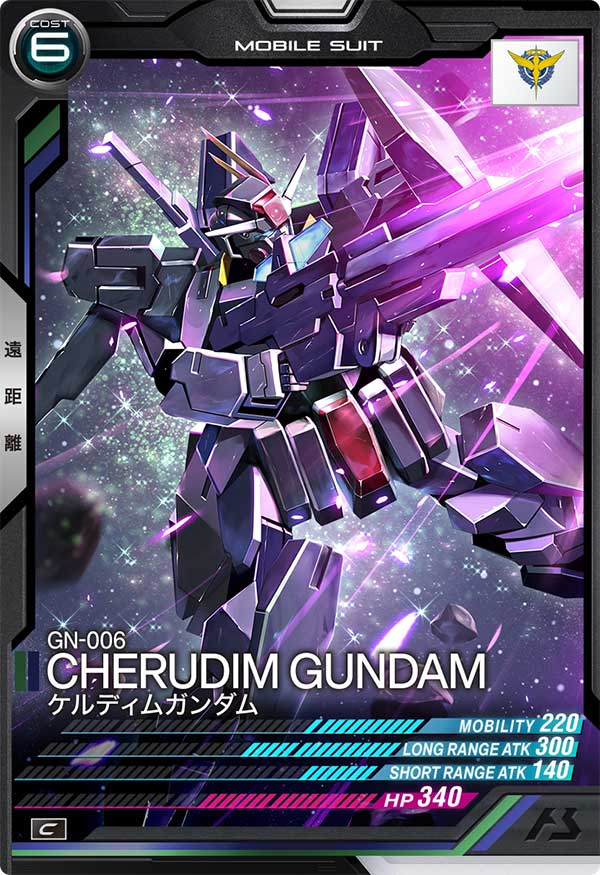 COST
6
MOBILE SUIT
遠距離
GN-006
CHERUDIM GUNDAM
ケルディムガンダム
MOBILITY 220
LONG RANGE ATK 300
SHORT RANGE ATK 140
HP 340
C